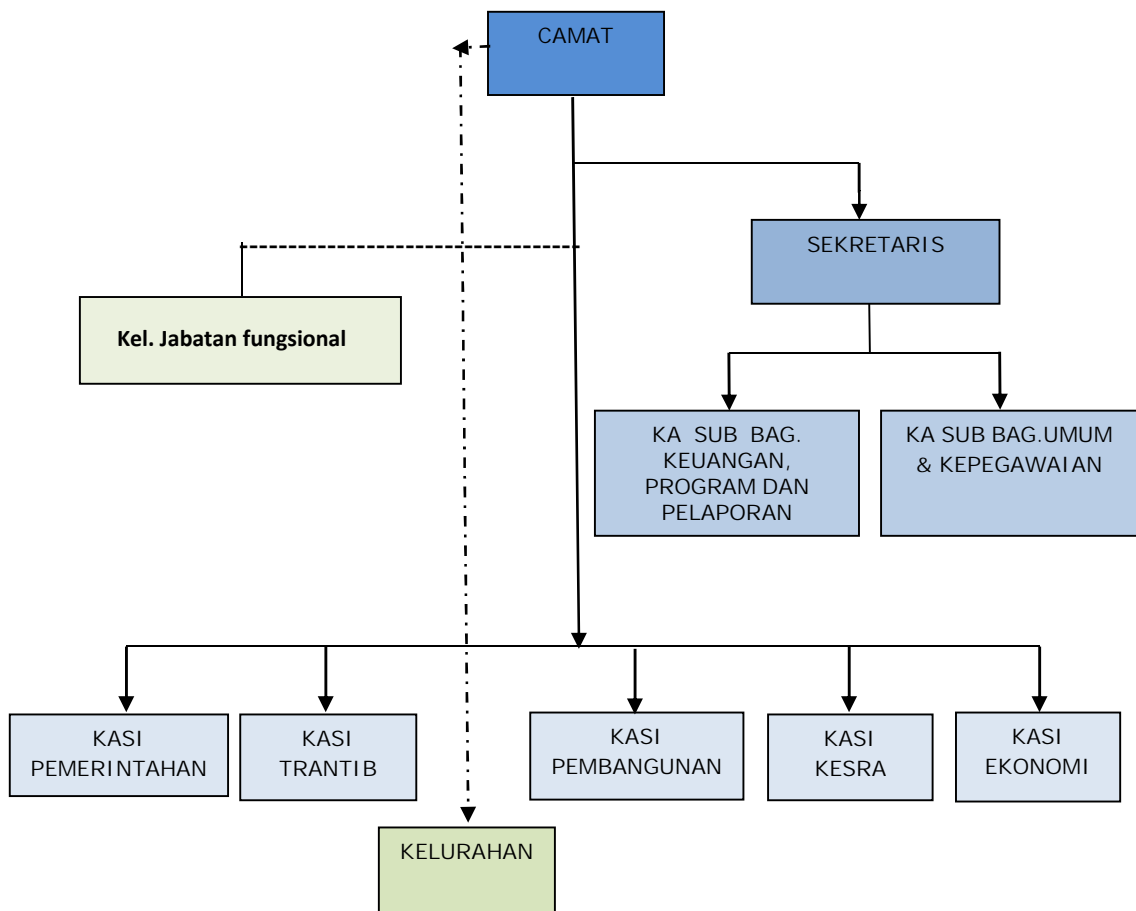 CAMAT
SEKRETARIS
Kel. Jabatan fungsional
KA SUB BAG.
KEUANGAN,
PROGRAM DAN
PELAPORAN
KA SUB BAG.UMUM
& KEPEGAWAIAN
KASI
PEMERINTAHAN
KASI
TRANTIB
KASI
PEMBANGUNAN
KASI
KESRA
KASI
EKONOMI
KELURAHAN